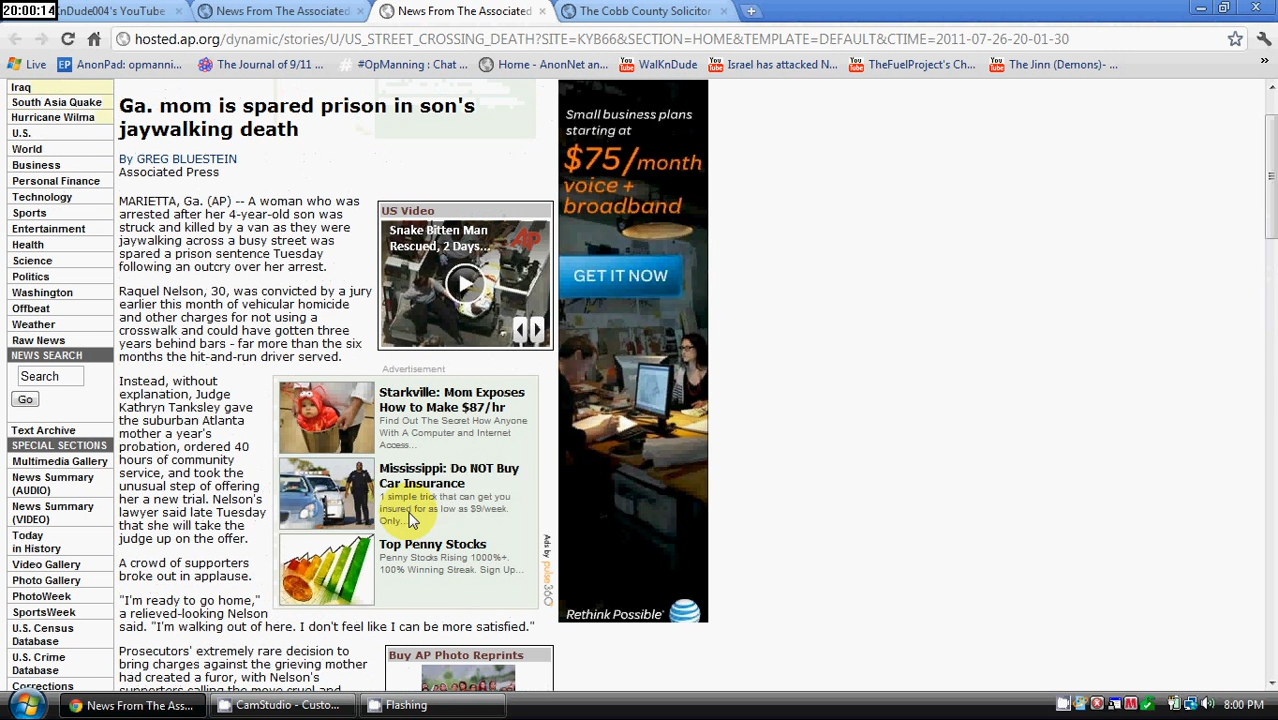 20:00:14
nDude004's YouTube
News From The Associated
News From The Associated
The Cobb County Solicitor
hosted.ap.org/dynamic/stories/U/US_STREET_CROSSING_DEATH?SITE=KYB66&SECTION=HOME&TEMPLATE=DEFAULT&CTIME=2011-07-26-20-01-30
Live
AnonPad: opmanni...
The Journal of 9/11 ...
#OpManning : Chat ...
Home - AnonNet an...
WalKnDude
Israel has attacked N...
TheFuelProject's Ch...
The Jinn (Demons)- ...
Iraq
South Asia Quake
Hurricane Wilma
U.S.
World
Business
Personal Finance
Technology
Sports
Entertainment
Health
Science
Politics
Washington
Offbeat
Weather
Raw News
NEWS SEARCH
Search
Go
Text Archive
SPECIAL SECTIONS
Multimedia Gallery
News Summary
(AUDIO)
News Summary
(VIDEO)
Today
in History
Video Gallery
Photo Gallery
PhotoWeek
SportsWeek
U.S. Census
Database
U.S. Crime
Database
Corrections
Ga. mom is spared prison in son's
jaywalking death
By GREG BLUESTEIN
Associated Press
MARIETTA, Ga. (AP) -- A woman who was
arrested after her 4-year-old son was
struck and killed by a van as they were
jaywalking across a busy street was
spared a prison sentence Tuesday
following an outcry over her arrest.
Raquel Nelson, 30, was convicted by a jury
earlier this month of vehicular homicide
and other charges for not using a
crosswalk and could have gotten three
years behind bars - far more than the six
months the hit-and-run driver served.
Instead, without
explanation, Judge
Kathryn Tanksley gave
the suburban Atlanta
mother a year's
probation, ordered 40
hours of community
service, and took the
unusual step of offering
her a new trial. Nelson's
lawyer said late Tuesday
that she will take the
judge up on the offer.
A crowd of supporters
broke out in applause.
"I'm ready to go home,"
a relieved-looking Nelson
said. "I'm walking out of here. I don't feel like I can be more satisfied."
Prosecutors' extremely rare decision to
bring charges against the grieving mother
had created a furor, with Nelson's
supporters calling the move cruel and
US Video
Snake Bitten Man
Rescued, 2 Days...
AP
Advertisement
Starkville: Mom Exposes
How to Make $87/hr
Find Out The Secret How Anyone
With A Computer and Internet
Access...
Mississippi: Do NOT Buy
Car Insurance
1 simple trick that can get you
insured for as low as $9/week.
Only...
Top Penny Stocks
Penny Stocks Rising 1000%+.
100% Winning Streak. Sign Up...
Ads by pulse360
Buy AP Photo Reprints
Small business plans
starting at
$75/month
voice +
broadband
GET IT NOW
Rethink Possible
News From The Ass...
CamStudio - Custo...
Flashing
8:00 PM